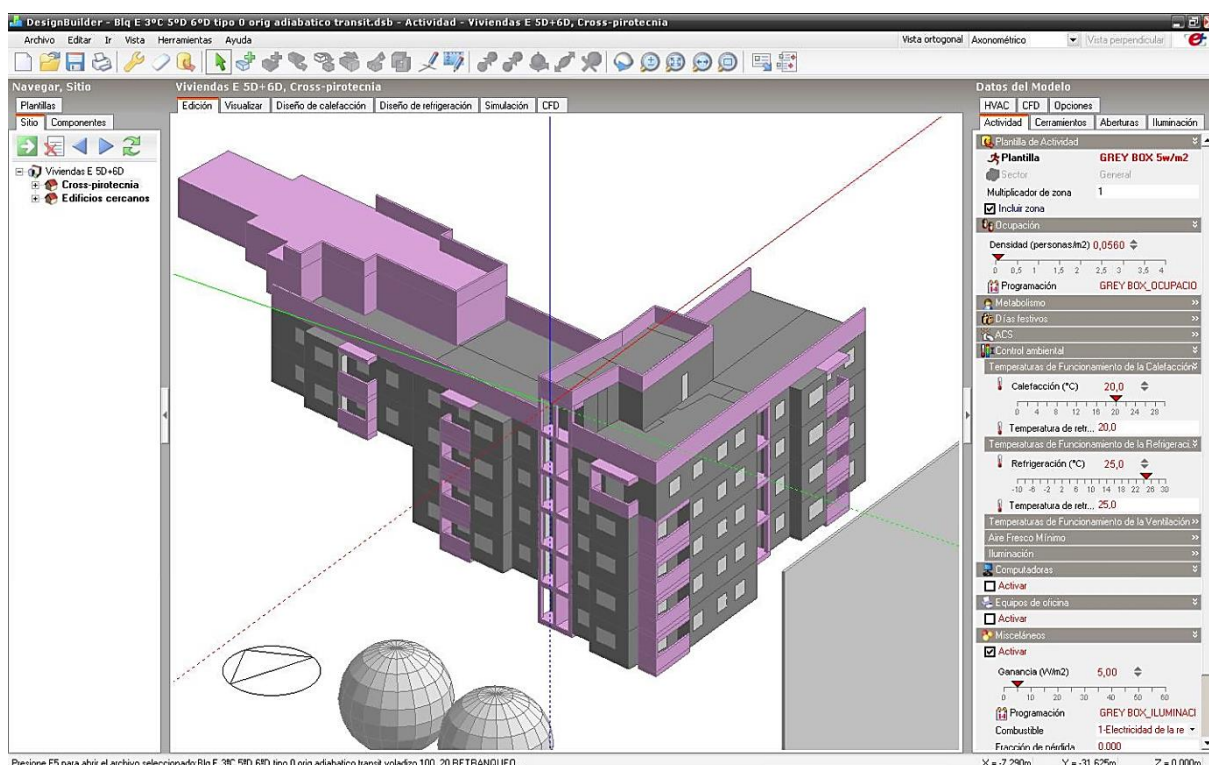 DesignBuilder - Blq E 3ºC 5ºD 6ºD tipo 0 orig adiabatico transit.dsb - Actividad - Viviendas E 5D+6D, Cross-pirotecnia
Archivo Editar Ir Vista Herramientas Ayuda
Vista ortogonal Axonométrico Vista perpendicular
Navegar, Sitio
Plantillas
Sitio Componentes
Viviendas E 5D+6D
Cross-pirotecnia
Edificios cercanos
Viviendas E 5D+6D, Cross-pirotecnia
Edición Visualizar Diseño de calefacción Diseño de refrigeración Simulación CFD
Datos del Modelo
HVAC CFD Opciones
Actividad Cerramientos Aberturas Iluminación
Plantilla de Actividad
Plantilla GREY BOX 5w/m2
Sector General
Multiplicador de zona 1
Incluir zona
Ocupación
Densidad (personas/m2) 0,0560
0 0,5 1 1,5 2 2,5 3 3,5 4
Programación GREY BOX_OCUPACIO
Metabolismo
Días festivos
ACS
Control ambiental
Temperaturas de Funcionamiento de la Calefacción
Calefacción (°C) 20,0
0 4 8 12 16 20 24 28
Temperatura de retr... 20,0
Temperaturas de Funcionamiento de la Refrigeraci..
Refrigeración (°C) 25,0
-10 -6 -2 2 6 10 14 18 22 26 30
Temperatura de retr... 25,0
Temperaturas de Funcionamiento de la Ventilación
Aire Fresco Mínimo
Iluminación
Computadoras
Activar
Equipos de oficina
Activar
Misceláneos
Activar
Ganancia (W/m2) 5,00
0 10 20 30 40 50 60
Programación GREY BOX_ILUMINACI
Combustible 1-Electricidad de la re
Fracción de pérdida 0.000
Presione F5 para abrir el archivo seleccionado:Blq E 3ºC 5ºD 6ºD tipo 0 orig adiabatico transit voladizo 100, 20 RETRANQUEO
X = -7.290m Y = -31.625m Z = 0.000m